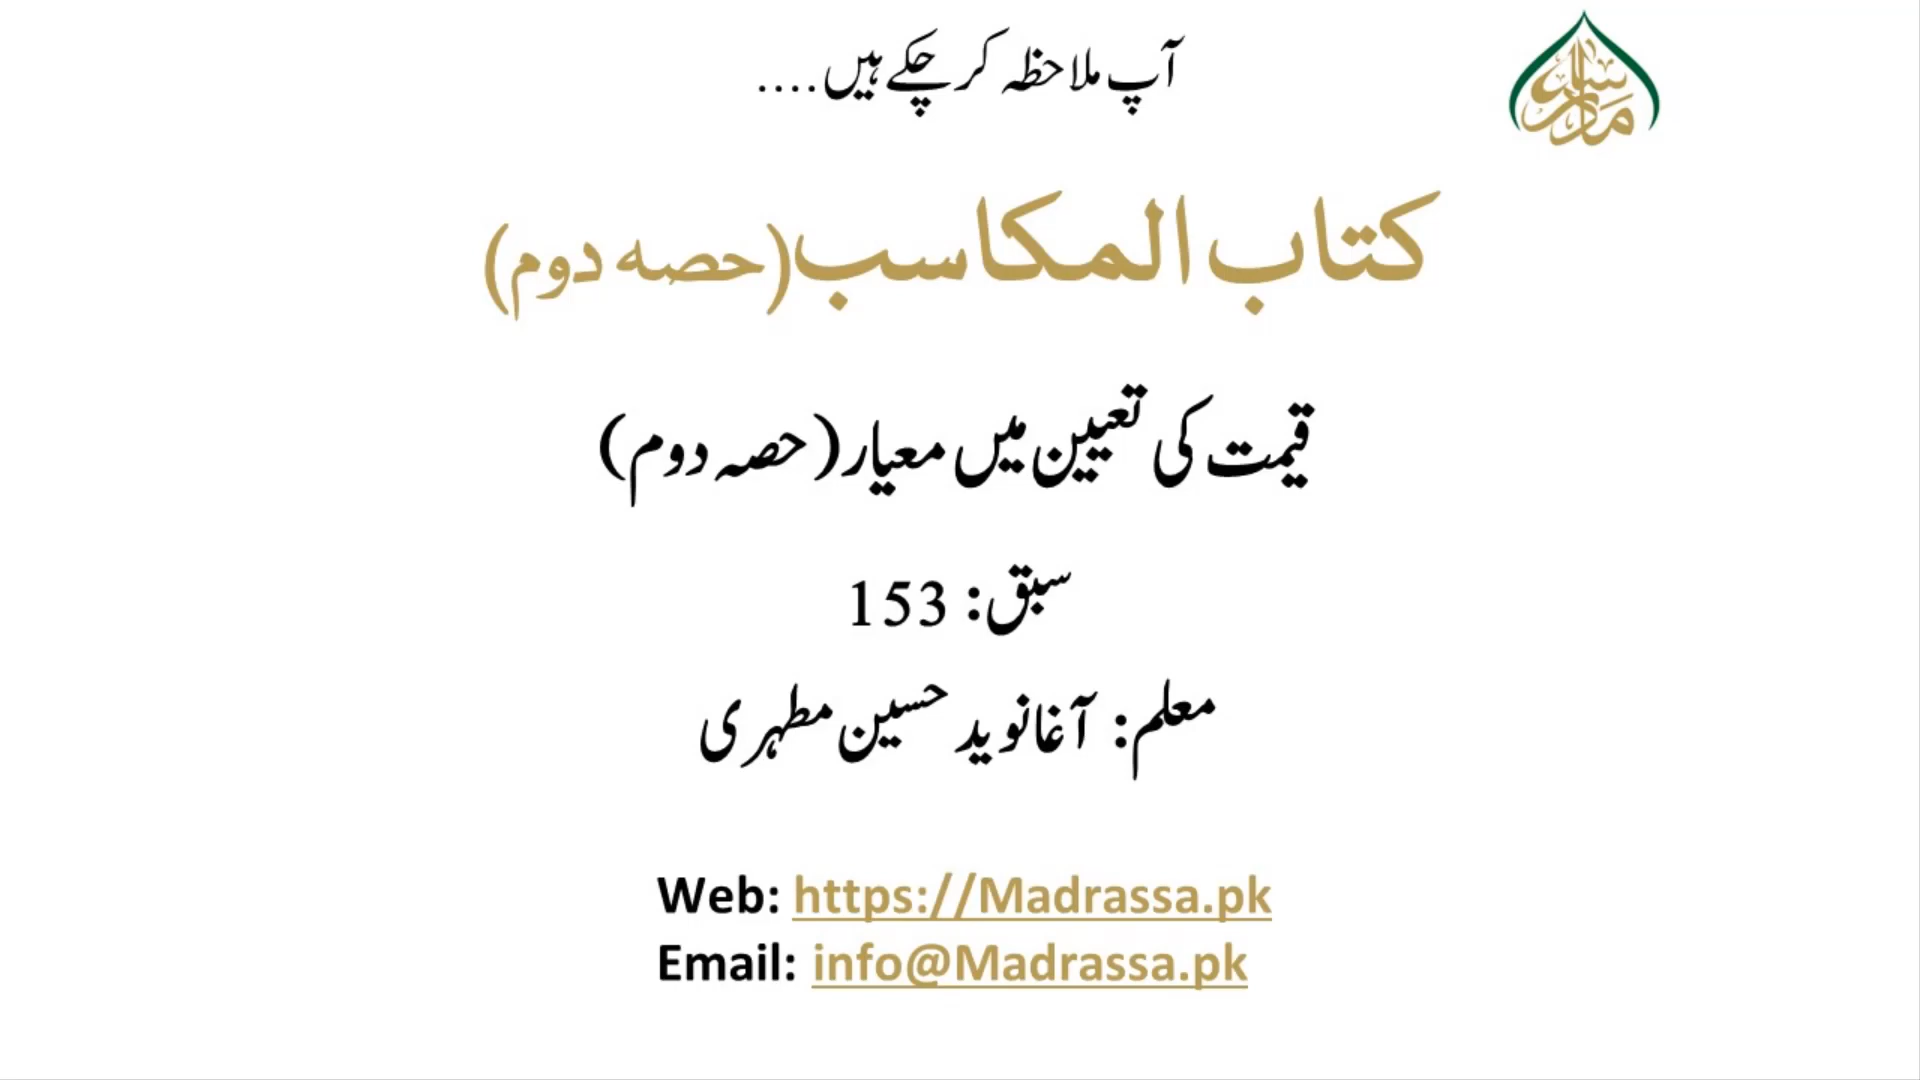 آپ ملاحظہ کر چکے ہیں....
مدرسہ
کتاب المکاسب(حصہ دوم)
قیمت کی تعیین میں معیار(حصہ دوم)
سبق: 153
معلم: آغا نوید حسین مطہری
Web: https://Madrassa.pk
Email: info@Madrassa.pk